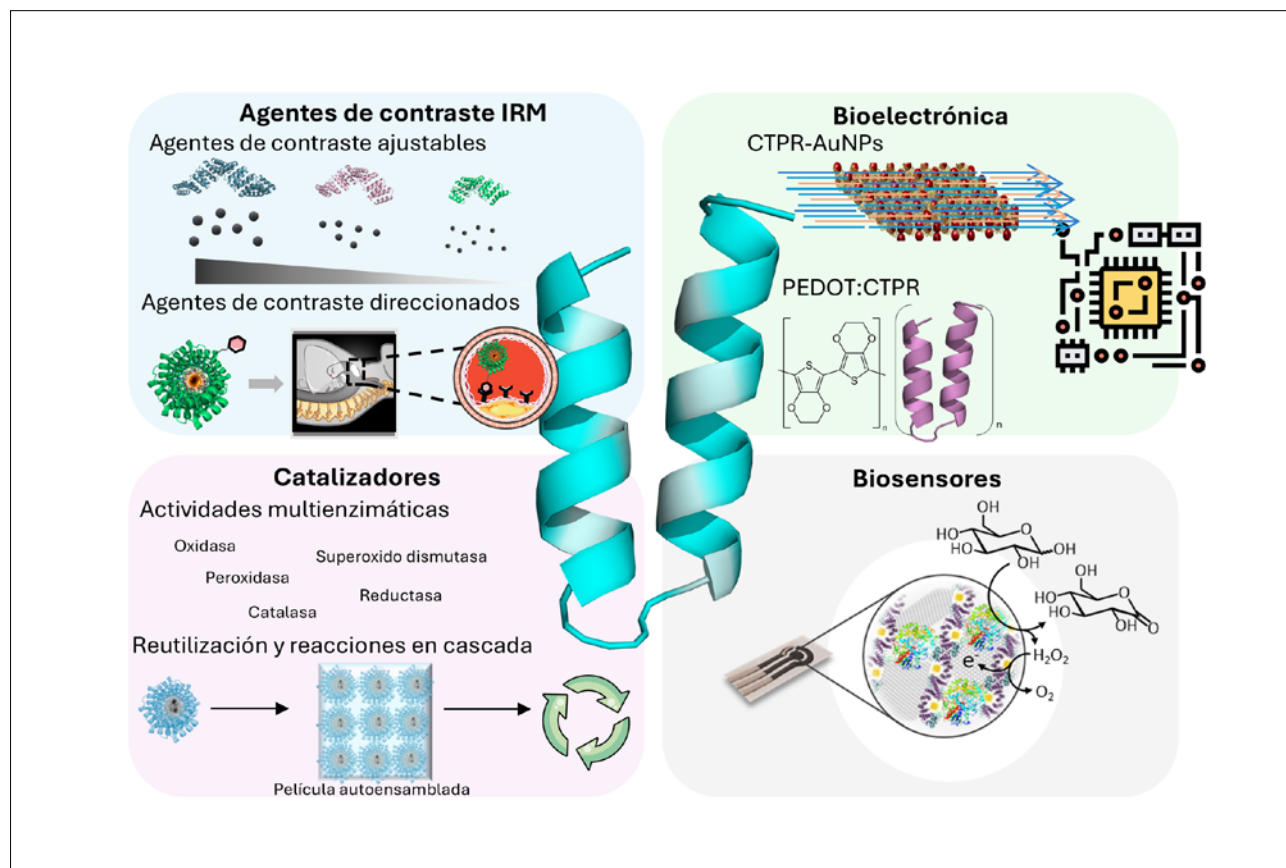 Agentes de contraste IRM
Agentes de contraste ajustables
Agentes de contraste direccionados
Bioelectrónica
CTPR-AuNPs
PEDOT:CTPR
O
O
S
S
O
O
n
n
Catalizadores
Actividades multienzimáticas
Oxidasa
Superoxido dismutasa
Peroxidasa
Reductasa
Catalasa
Reutilización y reacciones en cascada
Película autoensamblada
Biosensores
OH
O
HO
HO
OH
OH
OH
O
HO
HO
OH
O
e-
H2O2
O2